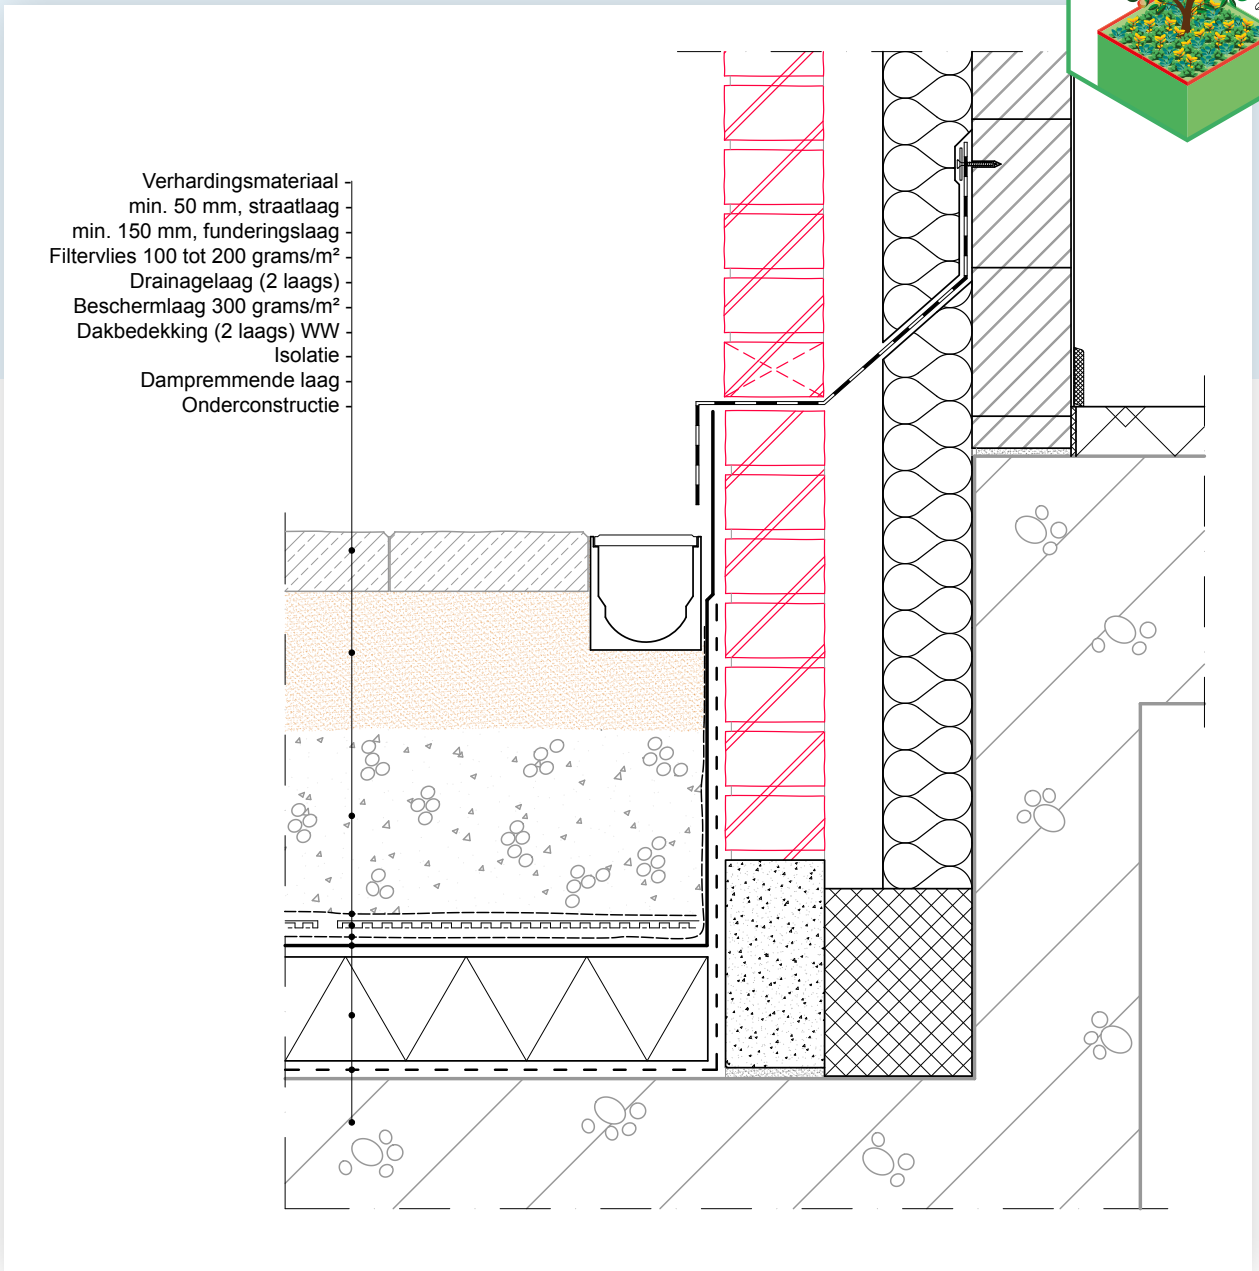 Verhardingsmateriaal
min. 50 mm, straatlaag
min. 150 mm, funderingslaag
Filtervlies 100 tot 200 grams/m²
Drainagelaag (2 laags)
Beschermlaag 300 grams/m²
Dakbedekking (2 laags) WW
Isolatie
Dampremmende laag
Onderconstructie